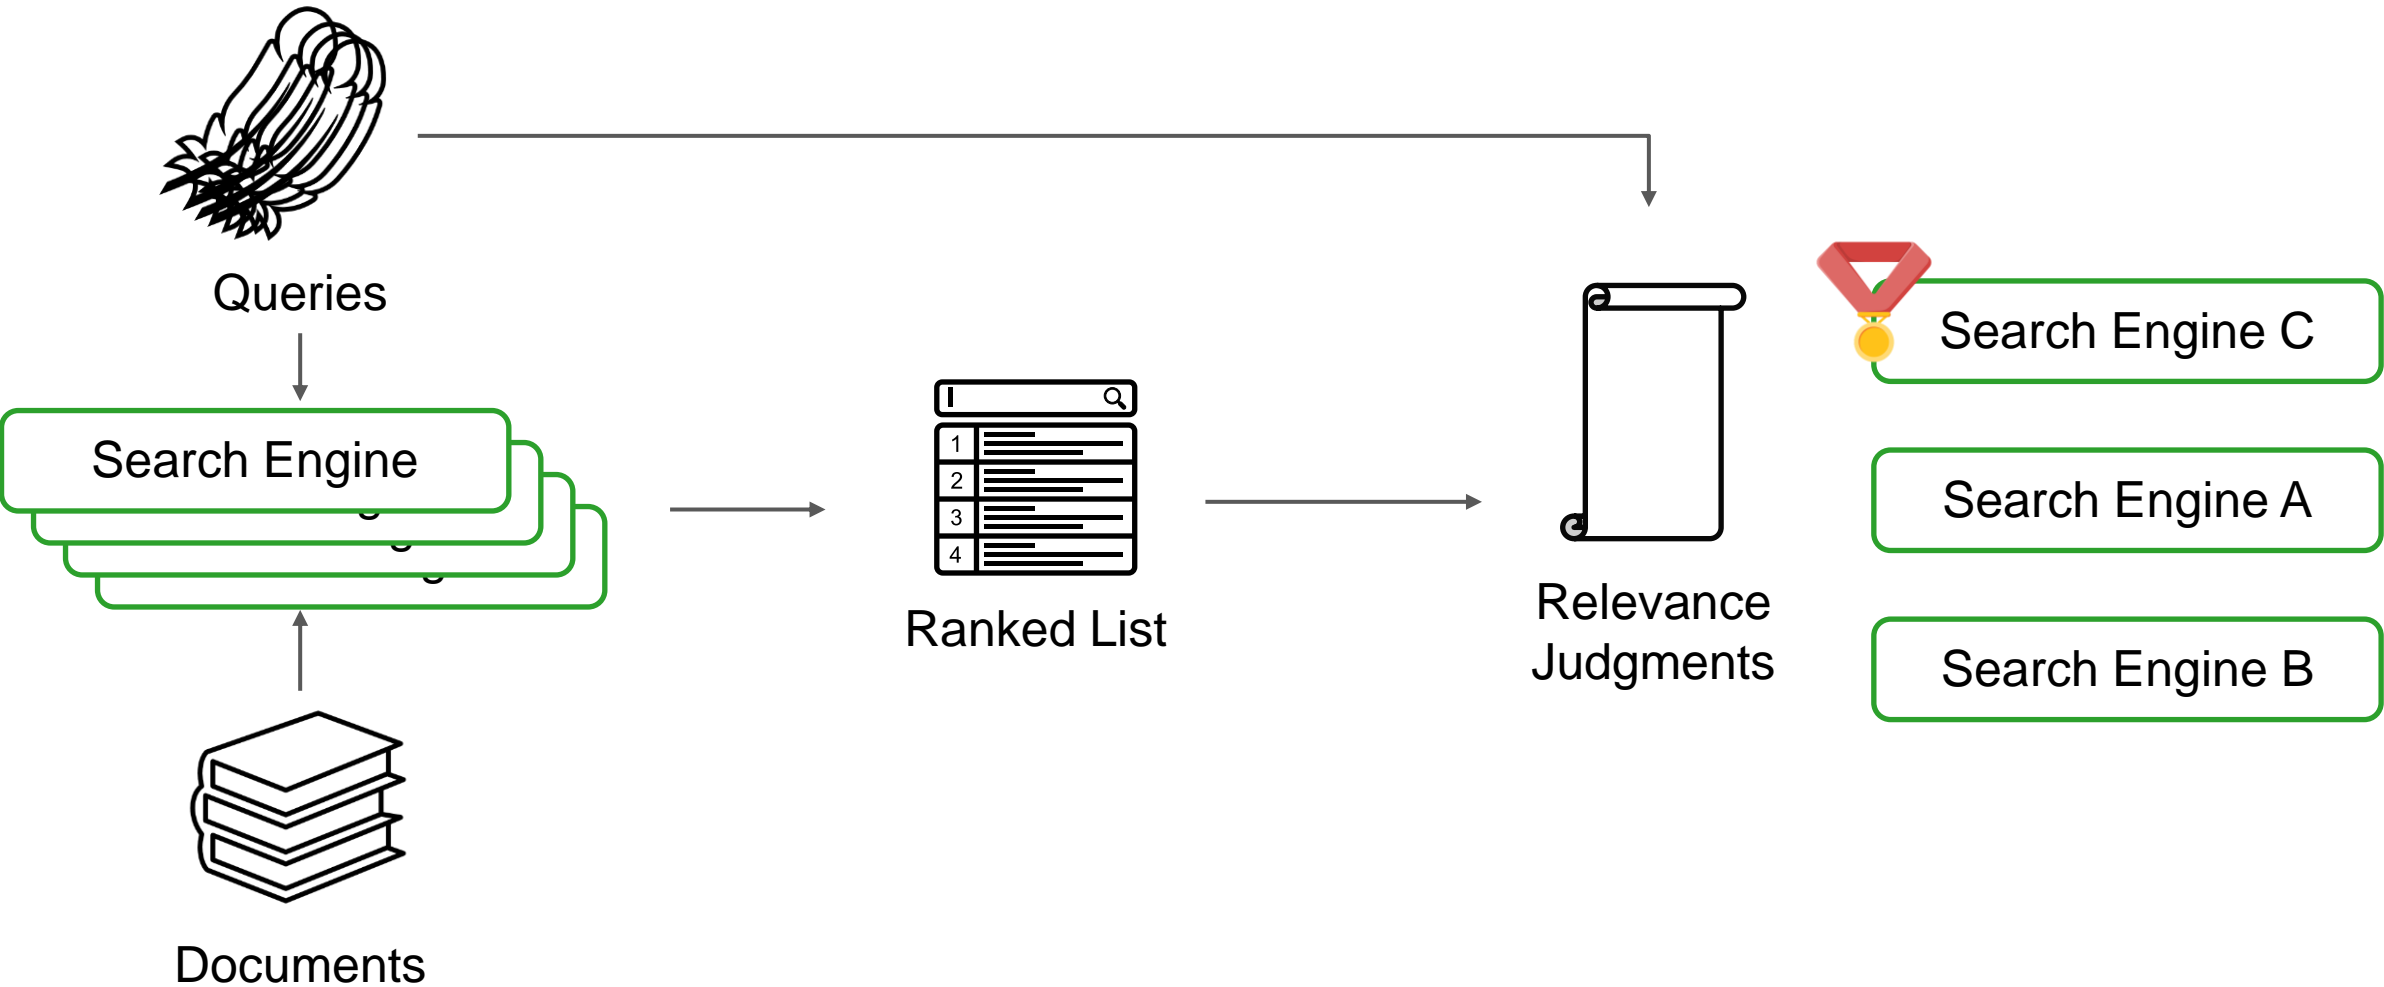 Queries
Search Engine
Documents
1
2
3
4
Ranked List
Relevance
Judgments
Search Engine C
Search Engine A
Search Engine B